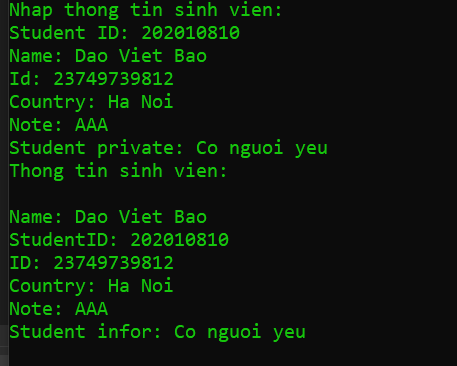 Nhap thong tin sinh vien:
Student ID: 202010810
Name: Dao Viet Bao
Id: 23749739812
Country: Ha Noi
Note: AAA
Student private: Co nguoi yeu
Thong tin sinh vien:
Name: Dao Viet Bao
StudentID: 202010810
ID: 23749739812
Country: Ha Noi
Note: AAA
Student infor: Co nguoi yeu